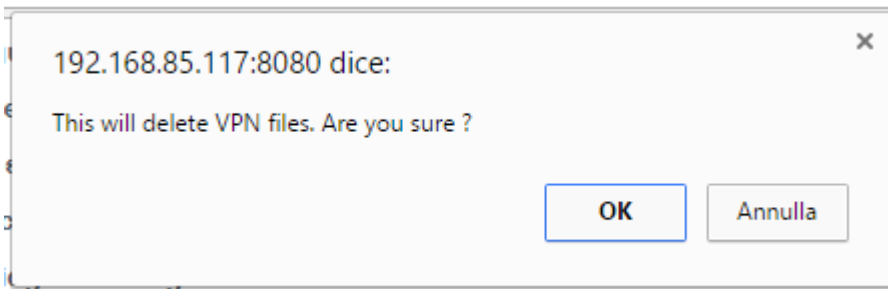 192.168.85.117:8080 dice:
This will delete VPN files. Are you sure ?
OK Annulla